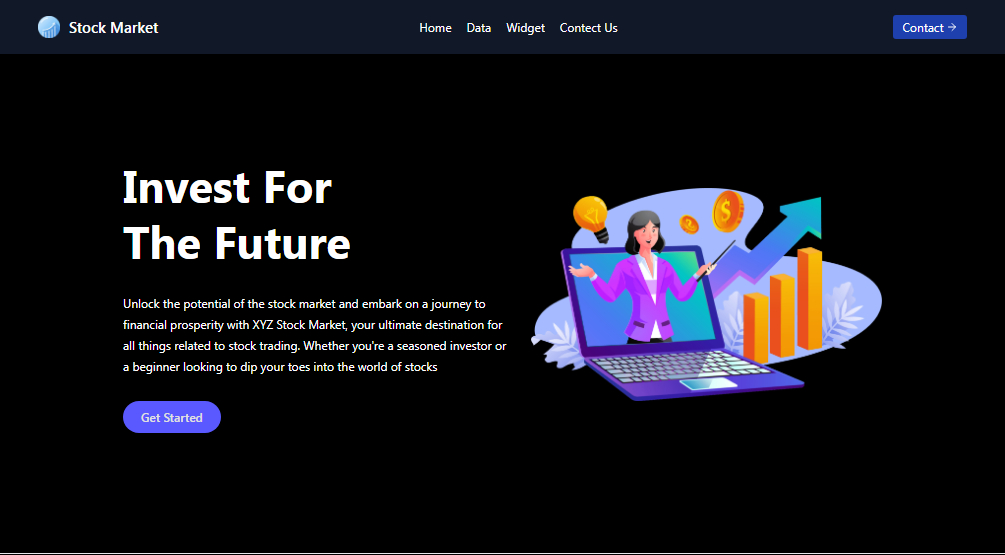 Stock Market
Home Data Widget Contect Us
Contact →
Invest For
The Future
Unlock the potential of the stock market and embark on a journey to
financial prosperity with XYZ Stock Market, your ultimate destination for
all things related to stock trading. Whether you're a seasoned investor or
a beginner looking to dip your toes into the world of stocks
Get Started
$